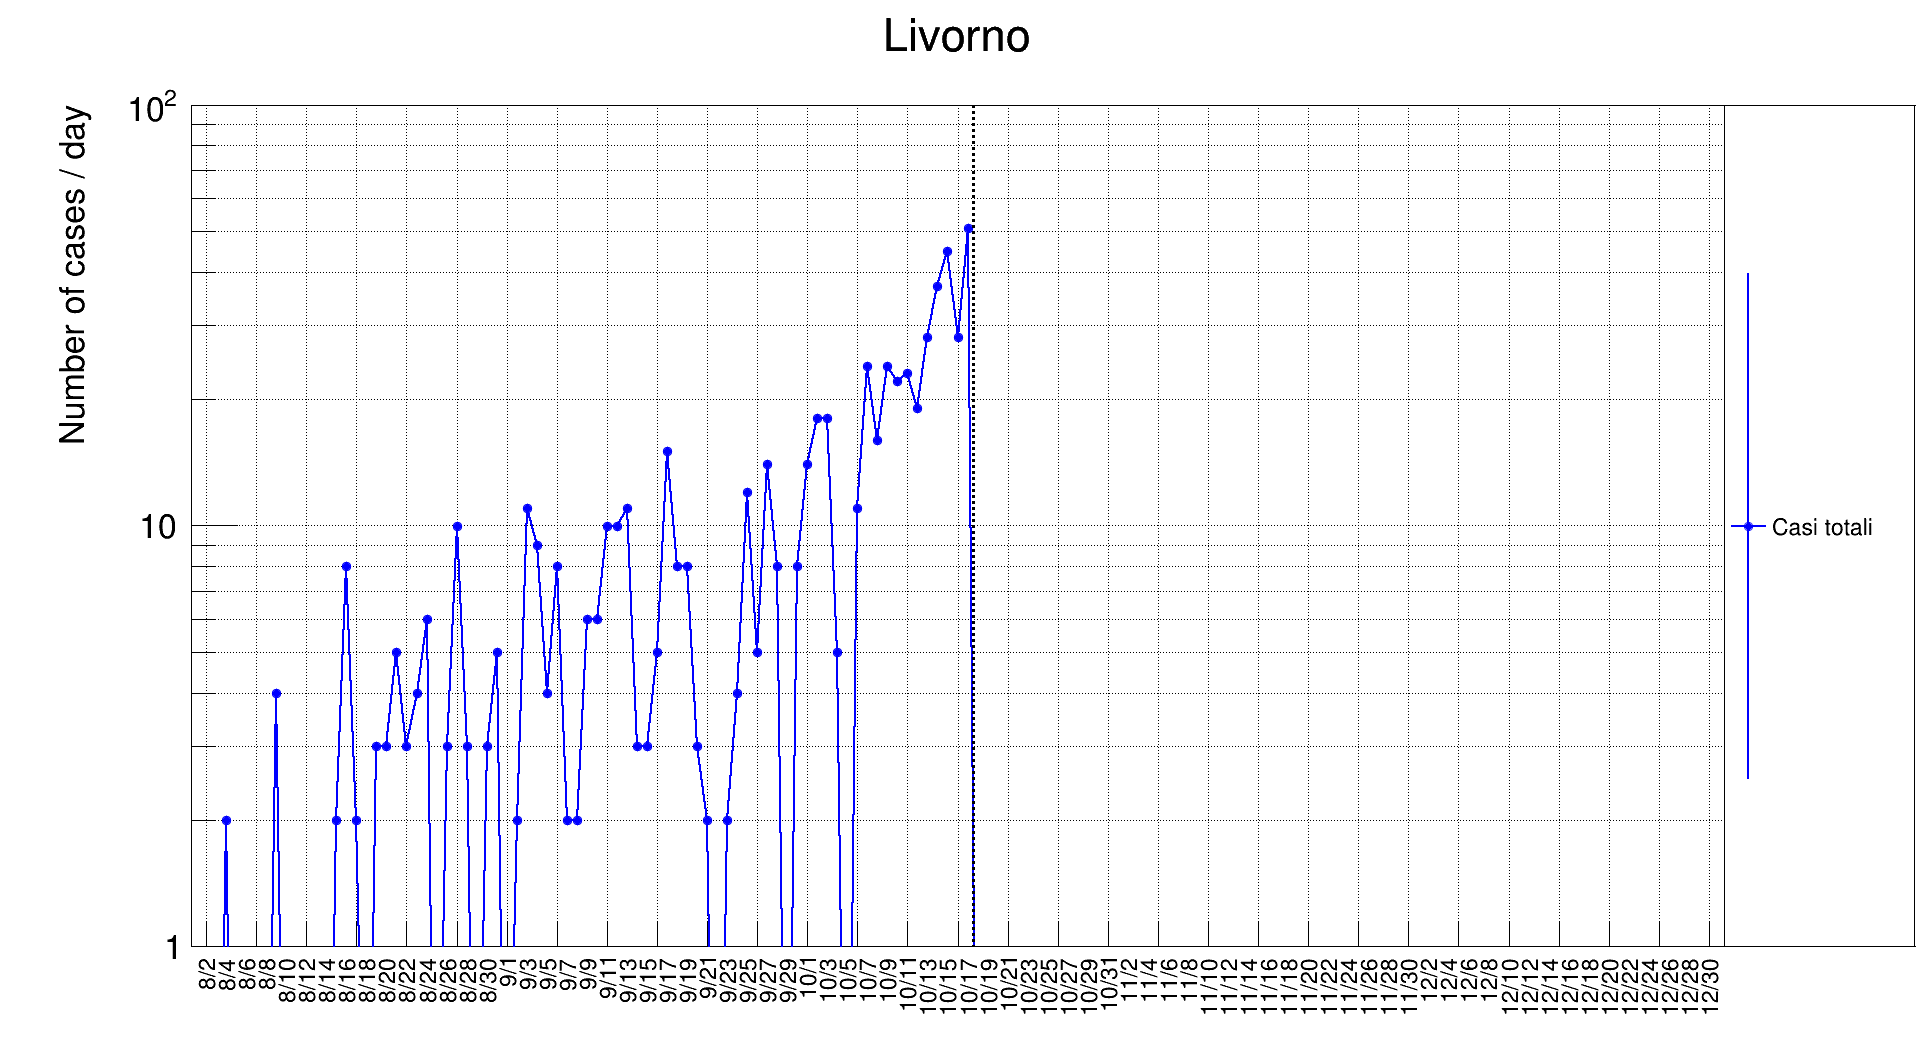 Livorno
Number of cases / day
10²
10
1
Casi totali
8/2 8/4 8/6 8/8 8/10 8/12 8/14 8/16 8/18 8/20 8/22 8/24 8/26 8/28 8/30 9/1 9/3 9/5 9/7 9/9 9/11 9/13 9/15 9/17 9/19 9/21 9/23 9/25 9/27 9/29 10/1 10/3 10/5 10/7 10/9 10/11 10/13 10/15 10/17 10/19 10/21 10/23 10/25 10/27 10/29 10/31 11/2 11/4 11/6 11/8 11/10 11/12 11/14 11/16 11/18 11/20 11/22 11/24 11/26 11/28 11/30 12/2 12/4 12/6 12/8 12/10 12/12 12/14 12/16 12/18 12/20 12/22 12/24 12/26 12/28 12/30